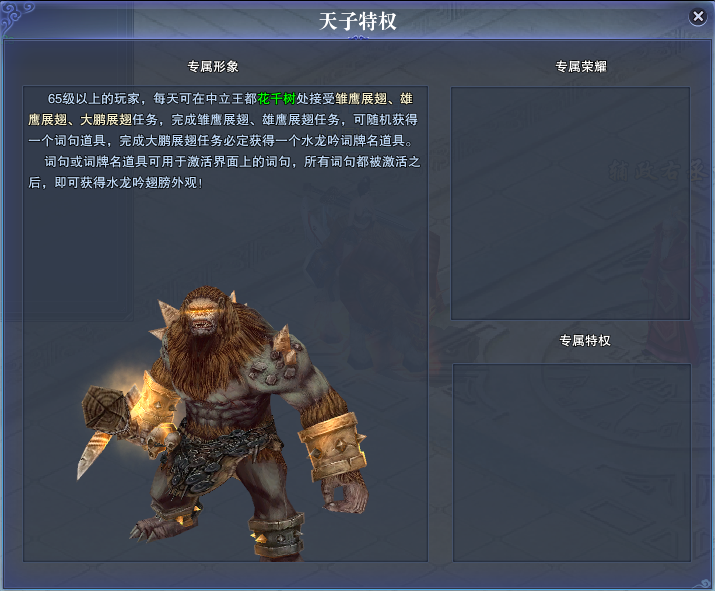 天子特权
专属形象
专属荣耀
65级以上的玩家，每天可在中立王都花千树处接受雏鹰展翅、雄
鹰展翅、大鹏展翅任务，完成雏鹰展翅、雄鹰展翅任务，可随机获得
一个词句道具，完成大鹏展翅任务必定获得一个水龙吟词牌名道具。
词句或词牌名道具可用于激活界面上的词句，所有词句都被激活之
后，即可获得水龙吟翅膀外观！
专属特权